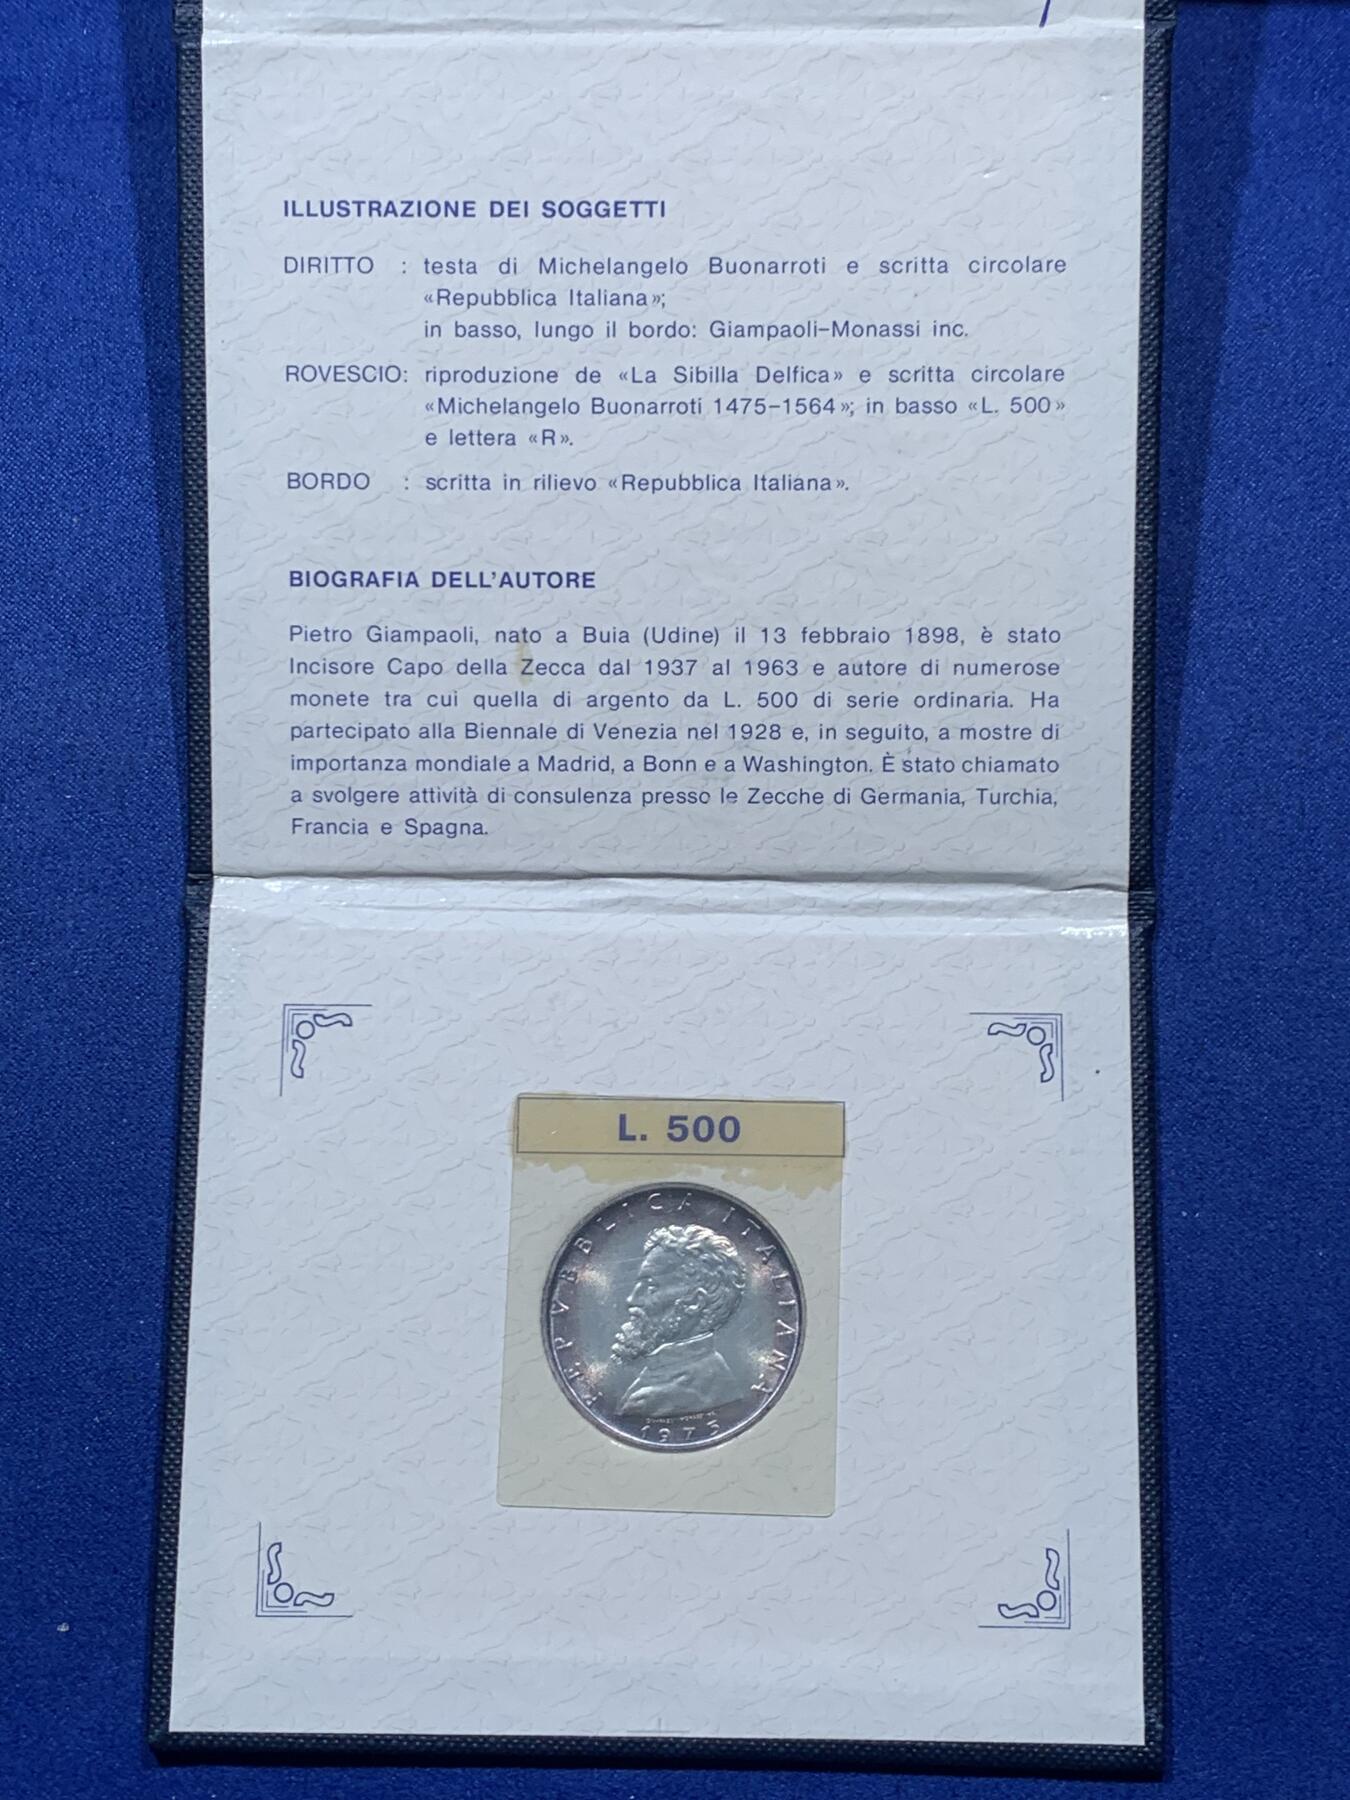 ILLUSTRAZIONE DEI SOGGETTI
DIRITTO : testa di Michelangelo Buonarroti e scritta circolare
«Repubblica Italiana»;
in basso, lungo il bordo: Giampaoli–Monassi inc.
ROVESCIO: riproduzione de «La Sibilla Delfica» e scritta circolare
«Michelangelo Buonarroti 1475–1564»; in basso «L. 500»
e lettera «R».
BORDO : scritta in rilievo «Repubblica Italiana».
BIOGRAFIA DELL'AUTORE
Pietro Giampaoli, nato a Buia (Udine) il 13 febbraio 1898, è stato
Incisore Capo della Zecca dal 1937 al 1963 e autore di numerose
monete tra cui quella di argento da L. 500 di serie ordinaria. Ha
partecipato alla Biennale di Venezia nel 1928 e, in seguito, a mostre di
importanza mondiale a Madrid, a Bonn e a Washington. È stato chiamato
a svolgere attività di consulenza presso le Zecche di Germania, Turchia,
Francia e Spagna.
L. 500
REPVBBLICA ITALIANA
1975